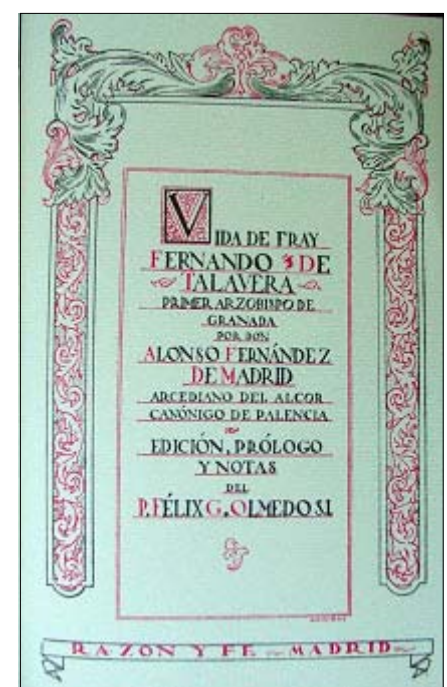 VIDA DE FRAY
FERNANDO DE
TALAVERA
PRIMER ARZOBISPO DE
GRANADA
POR DON
ALONSO FERNÁNDEZ
DE MADRID
ARCEDIANO DEL ALCOR
CANÓNIGO DE PALENCIA
EDICIÓN, PRÓLOGO
Y NOTAS
DEL
P. FÉLIX G. OLMEDO S.I.
RAZON Y FE - MADRID